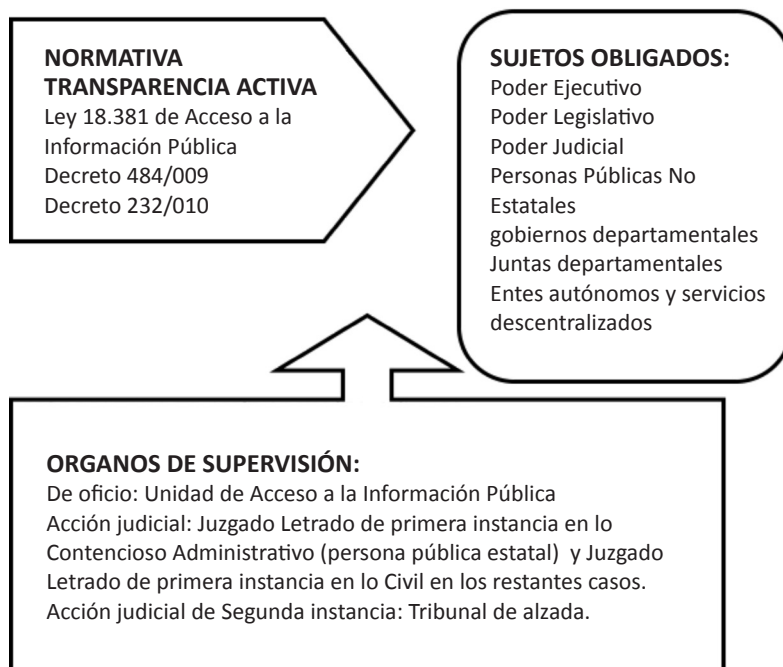 NORMATIVA
TRANSPARENCIA ACTIVA
Ley 18.381 de Acceso a la
Información Pública
Decreto 484/009
Decreto 232/010
SUJETOS OBLIGADOS:
Poder Ejecutivo
Poder Legislativo
Poder Judicial
Personas Públicas No
Estatales
gobiernos departamentales
Juntas departamentales
Entes autónomos y servicios
descentralizados
ORGANOS DE SUPERVISIÓN:
De oficio: Unidad de Acceso a la Información Pública
Acción judicial: Juzgado Letrado de primera instancia en lo
Contencioso Administrativo (persona pública estatal) y Juzgado
Letrado de primera instancia en lo Civil en los restantes casos.
Acción judicial de Segunda instancia: Tribunal de alzada.